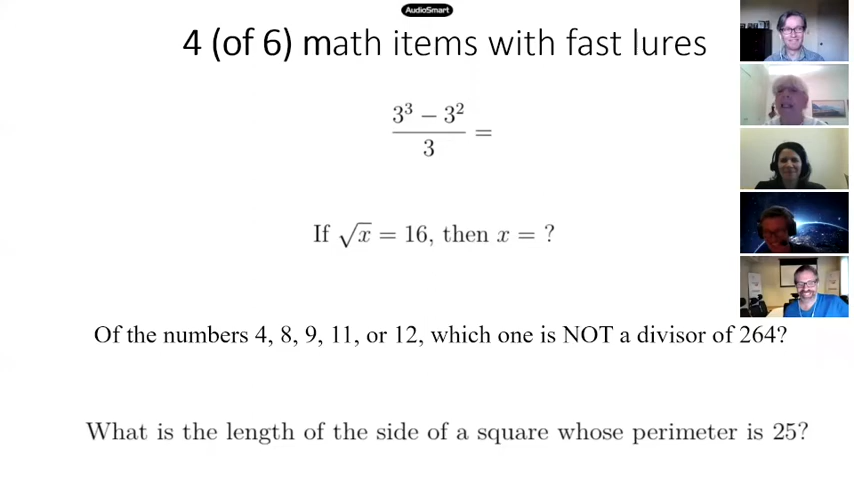 AudioSmart
4 (of 6) math items with fast lures
3³ − 3²
3
=
If √x = 16, then x = ?
Of the numbers 4, 8, 9, 11, or 12, which one is NOT a divisor of 264?
What is the length of the side of a square whose perimeter is 25?